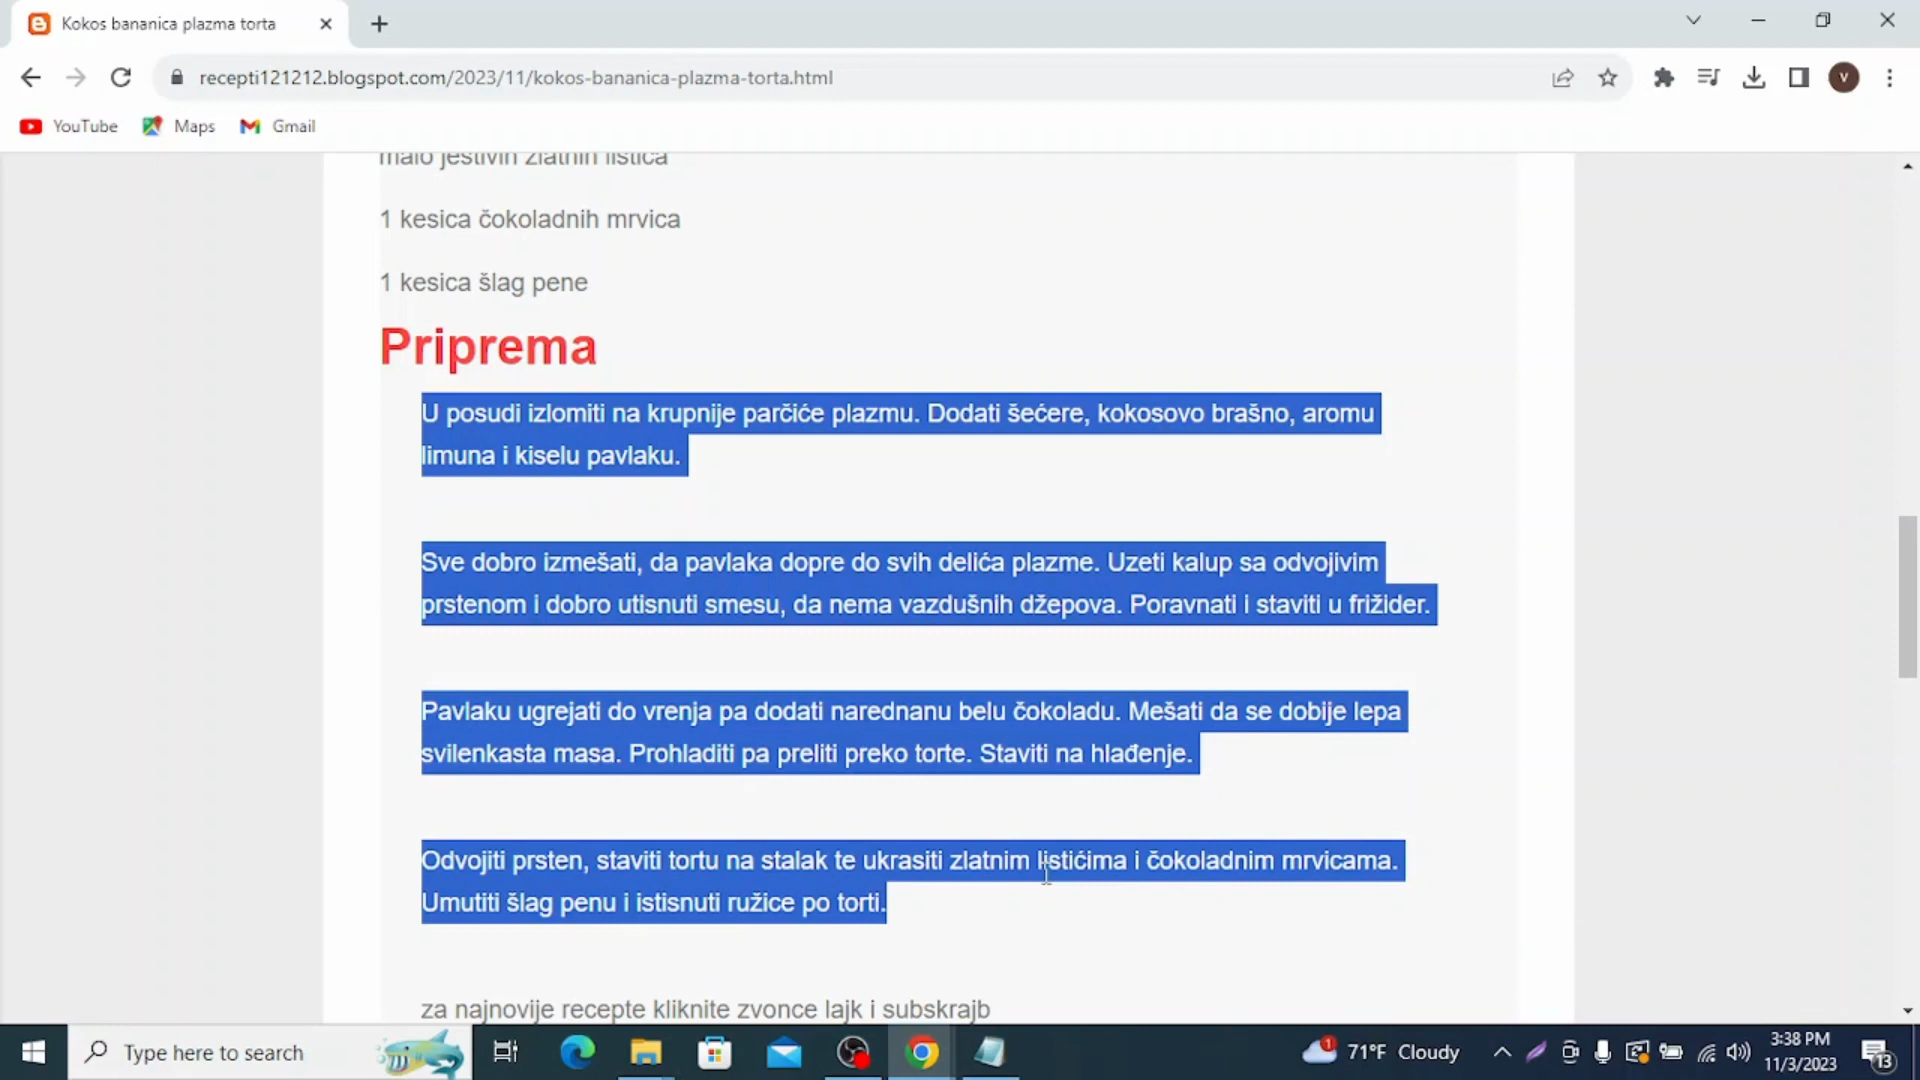 Kokos bananica plazma torta
recepti121212.blogspot.com/2023/11/kokos-bananica-plazma-torta.html
V
YouTube
Maps
Gmail
malo jestivih zlatnih listića
1 kesica čokoladnih mrvica
1 kesica šlag pene
Priprema
U posudi izlomiti na krupnije parčiće plazmu. Dodati šećere, kokosovo brašno, aromu
limuna i kiselu pavlaku.
Sve dobro izmešati, da pavlaka dopre do svih delića plazme. Uzeti kalup sa odvojivim
prstenom i dobro utisnuti smesu, da nema vazdušnih džepova. Poravnati i staviti u frižider.
Pavlaku ugrejati do vrenja pa dodati narednanu belu čokoladu. Mešati da se dobije lepa
svilenkasta masa. Prohladiti pa preliti preko torte. Staviti na hlađenje.
Odvojiti prsten, staviti tortu na stalak te ukrasiti zlatnim listićima i čokoladnim mrvicama.
Umutiti šlag penu i istisnuti ružice po torti.
za najnovije recepte kliknite zvonce lajk i subskrajb
Type here to search
1
71°F Cloudy
3:38 PM
11/3/2023
13